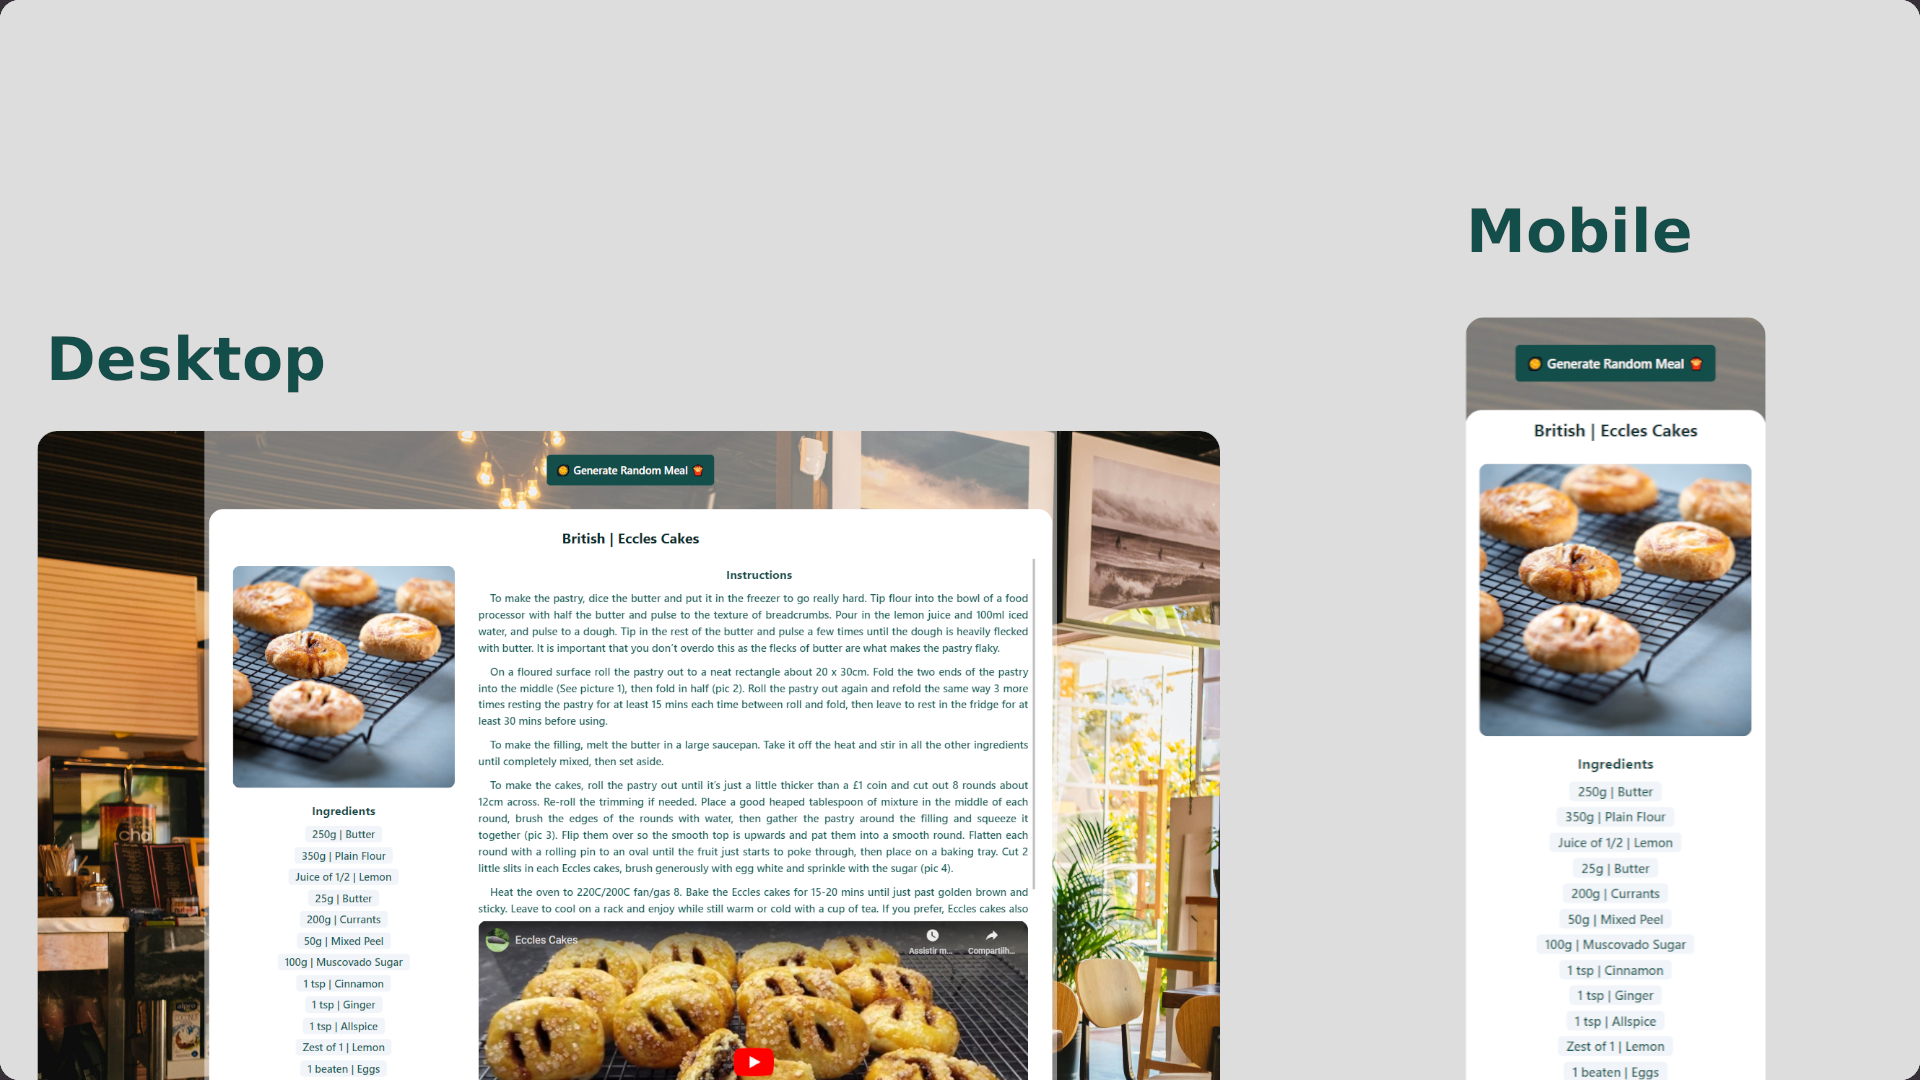 Mobile
Desktop
Generate Random Meal
British | Eccles Cakes
Instructions
To make the pastry, dice the butter and put it in the freezer to go really hard. Tip flour into the bowl of a food
processor with half the butter and pulse to the texture of breadcrumbs. Pour in the lemon juice and 100ml iced
water, and pulse to a dough. Tip in the rest of the butter and pulse a few times until the dough is heavily flecked
with butter. It is important that you don't overdo this as the flecks of butter are what makes the pastry flaky.
On a floured surface roll the pastry out to a neat rectangle about 20 x 30cm. Fold the two ends of the pastry
into the middle (See picture 1), then fold in half (pic 2). Roll the pastry out again and refold the same way 3 more
times resting the pastry for at least 15 mins each time between roll and fold, then leave to rest in the fridge for at
least 30 mins before using.
To make the filling, melt the butter in a large saucepan. Take it off the heat and stir in all the other ingredients
until completely mixed, then set aside.
To make the cakes, roll the pastry out until it's just a little thicker than a £1 coin and cut out 8 rounds about
12cm across. Re-roll the trimming if needed. Place a good heaped tablespoon of mixture in the middle of each
round, brush the edges of the rounds with water, then gather the pastry around the filling and squeeze it
together (pic 3). Flip them over so the smooth top is upwards and pat them into a smooth round. Flatten each
round with a rolling pin to an oval until the fruit just starts to poke through, then place on a baking tray. Cut 2
little slits in each Eccles cakes, brush generously with egg white and sprinkle with the sugar (pic 4).
Heat the oven to 220C/200C fan/gas 8. Bake the Eccles cakes for 15-20 mins until just past golden brown and
sticky. Leave to cool on a rack and enjoy while still warm or cold with a cup of tea. If you prefer, Eccles cakes also
Eccles Cakes
Assistir m...
Compartilh...
Ingredients
250g | Butter
350g | Plain Flour
Juice of 1/2 | Lemon
25g | Butter
200g | Currants
50g | Mixed Peel
100g | Muscovado Sugar
1 tsp | Cinnamon
1 tsp | Ginger
1 tsp | Allspice
Zest of 1 | Lemon
1 beaten | Eggs
chai
Generate Random Meal
British | Eccles Cakes
Ingredients
250g | Butter
350g | Plain Flour
Juice of 1/2 | Lemon
25g | Butter
200g | Currants
50g | Mixed Peel
100g | Muscovado Sugar
1 tsp | Cinnamon
1 tsp | Ginger
1 tsp | Allspice
Zest of 1 | Lemon
1 beaten | Eggs